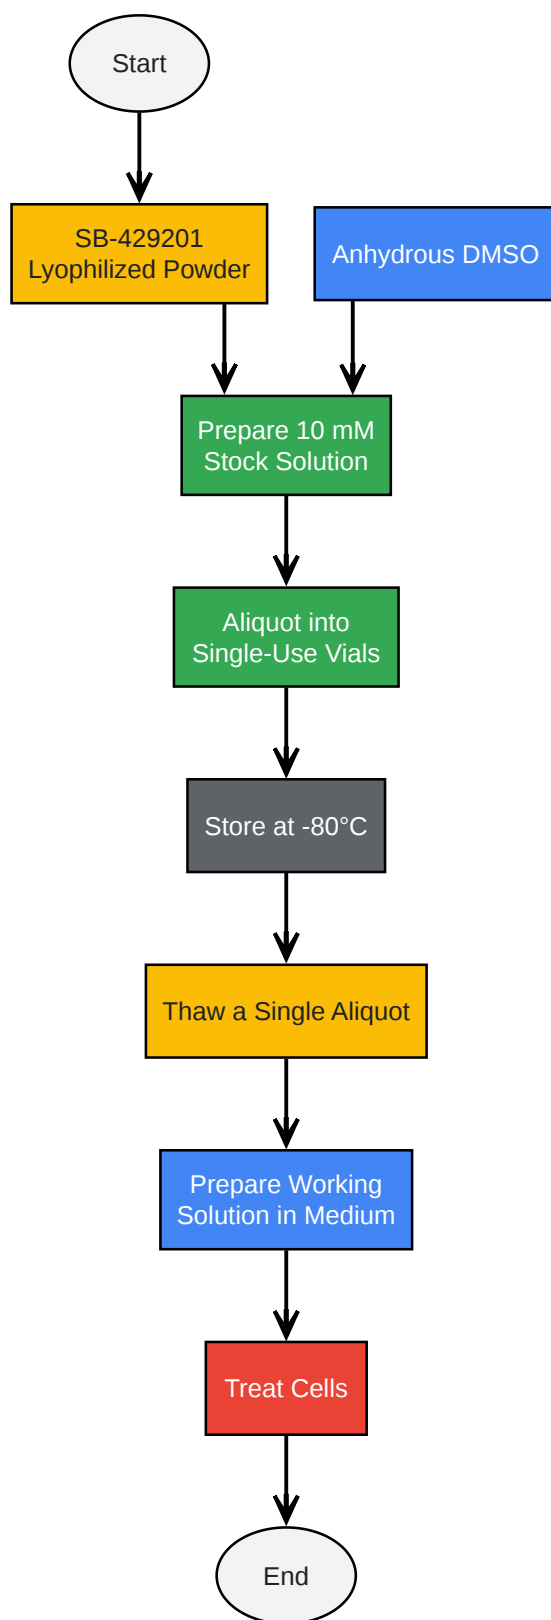 Start
SB-429201
Lyophilized Powder
Anhydrous DMSO
Prepare 10 mM
Stock Solution
Aliquot into
Single-Use Vials
Store at -80°C
Thaw a Single Aliquot
Prepare Working
Solution in Medium
Treat Cells
End